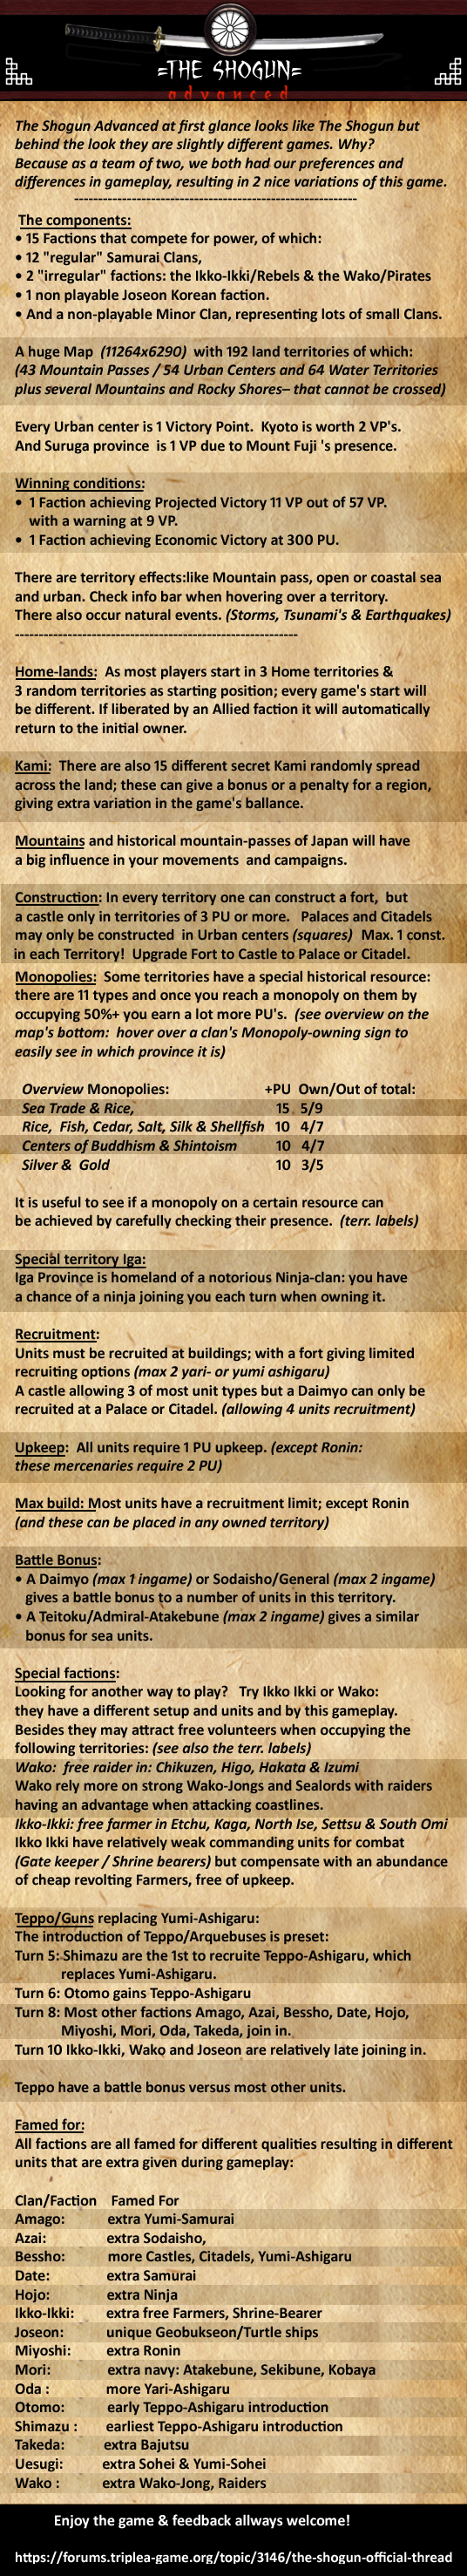 =THE SHOGUN=
advanced
The Shogun Advanced at first glance looks like The Shogun but
behind the look they are slightly different games. Why?
Because as a team of two, we both had our preferences and
differences in gameplay, resulting in 2 nice variations of this game.
------------------------------------------------------------
The components:
• 15 Factions that compete for power, of which:
• 12 "regular" Samurai Clans,
• 2 "irregular" factions: the Ikko-Ikki/Rebels & the Wako/Pirates
• 1 non playable Joseon Korean faction.
• And a non-playable Minor Clan, representing lots of small Clans.
A huge Map (11264x6290) with 192 land territories of which:
(43 Mountain Passes / 54 Urban Centers and 64 Water Territories
plus several Mountains and Rocky Shores– that cannot be crossed)
Every Urban center is 1 Victory Point. Kyoto is worth 2 VP's.
And Suruga province is 1 VP due to Mount Fuji 's presence.
Winning conditions:
• 1 Faction achieving Projected Victory 11 VP out of 57 VP.
with a warning at 9 VP.
• 1 Faction achieving Economic Victory at 300 PU.
There are territory effects:like Mountain pass, open or coastal sea
and urban. Check info bar when hovering over a territory.
There also occur natural events. (Storms, Tsunami's & Earthquakes)
------------------------------------------------------------
Home-lands: As most players start in 3 Home territories &
3 random territories as starting position; every game's start will
be different. If liberated by an Allied faction it will automatically
return to the initial owner.
Kami: There are also 15 different secret Kami randomly spread
across the land; these can give a bonus or a penalty for a region,
giving extra variation in the game's ballance.
Mountains and historical mountain-passes of Japan will have
a big influence in your movements and campaigns.
Construction: In every territory one can construct a fort, but
a castle only in territories of 3 PU or more. Palaces and Citadels
may only be constructed in Urban centers (squares) Max. 1 const.
in each Territory! Upgrade Fort to Castle to Palace or Citadel.
Monopolies: Some territories have a special historical resource:
there are 11 types and once you reach a monopoly on them by
occupying 50%+ you earn a lot more PU's. (see overview on the
map's bottom: hover over a clan's Monopoly-owning sign to
easily see in which province it is)
Overview Monopolies: +PU Own/Out of total:
Sea Trade & Rice, 15 5/9
Rice, Fish, Cedar, Salt, Silk & Shellfish 10 4/7
Centers of Buddhism & Shintoism 10 4/7
Silver & Gold 10 3/5
It is useful to see if a monopoly on a certain resource can
be achieved by carefully checking their presence. (terr. labels)
Special territory Iga:
Iga Province is homeland of a notorious Ninja-clan: you have
a chance of a ninja joining you each turn when owning it.
Recruitment:
Units must be recruited at buildings; with a fort giving limited
recruiting options (max 2 yari- or yumi ashigaru)
A castle allowing 3 of most unit types but a Daimyo can only be
recruited at a Palace or Citadel. (allowing 4 units recruitment)
Upkeep: All units require 1 PU upkeep. (except Ronin:
these mercenaries require 2 PU)
Max build: Most units have a recruitment limit; except Ronin
(and these can be placed in any owned territory)
Battle Bonus:
• A Daimyo (max 1 ingame) or Sodaisho/General (max 2 ingame)
gives a battle bonus to a number of units in this territory.
• A Teitoku/Admiral-Atakebune (max 2 ingame) gives a similar
bonus for sea units.
Special factions:
Looking for another way to play? Try Ikko Ikki or Wako:
they have a different setup and units and by this gameplay.
Besides they may attract free volunteers when occupying the
following territories: (see also the terr. labels)
Wako: free raider in: Chikuzen, Higo, Hakata & Izumi
Wako rely more on strong Wako-Jongs and Sealords with raiders
having an advantage when attacking coastlines.
Ikko-Ikki: free farmer in Etchu, Kaga, North Ise, Settsu & South Omi
Ikko Ikki have relatively weak commanding units for combat
(Gate keeper / Shrine bearers) but compensate with an abundance
of cheap revolting Farmers, free of upkeep.
Teppo/Guns replacing Yumi-Ashigaru:
The introduction of Teppo/Arquebuses is preset:
Turn 5: Shimazu are the 1st to recruit Teppo-Ashigaru, which
replaces Yumi-Ashigaru.
Turn 6: Otomo gains Teppo-Ashigaru
Turn 8: Most other factions Amago, Azai, Bessho, Date, Hojo,
Miyoshi, Mori, Oda, Takeda, join in.
Turn 10 Ikko-Ikki, Wako and Joseon are relatively late joining in.
Teppo have a battle bonus versus most other units.
Famed for:
All factions are all famed for different qualities resulting in different
units that are extra given during gameplay:
Clan/Faction Famed For
Amago: extra Yumi-Samurai
Azai: extra Sodaisho,
Bessho: more Castles, Citadels, Yumi-Ashigaru
Date: extra Samurai
Hojo: extra Ninja
Ikko-Ikki: extra free Farmers, Shrine-Bearer
Joseon: unique Geobukseon/Turtle ships
Miyoshi: extra Ronin
Mori: extra navy: Atakebune, Sekibune, Kobaya
Oda : more Yari-Ashigaru
Otomo: early Teppo-Ashigaru introduction
Shimazu : earliest Teppo-Ashigaru introduction
Takeda: extra Bajutsu
Uesugi: extra Sohei & Yumi-Sohei
Wako : extra Wako-Jong, Raiders
Enjoy the game & feedback allways welcome!
https://forums.triplea-game.org/topic/3146/the-shogun-official-thread